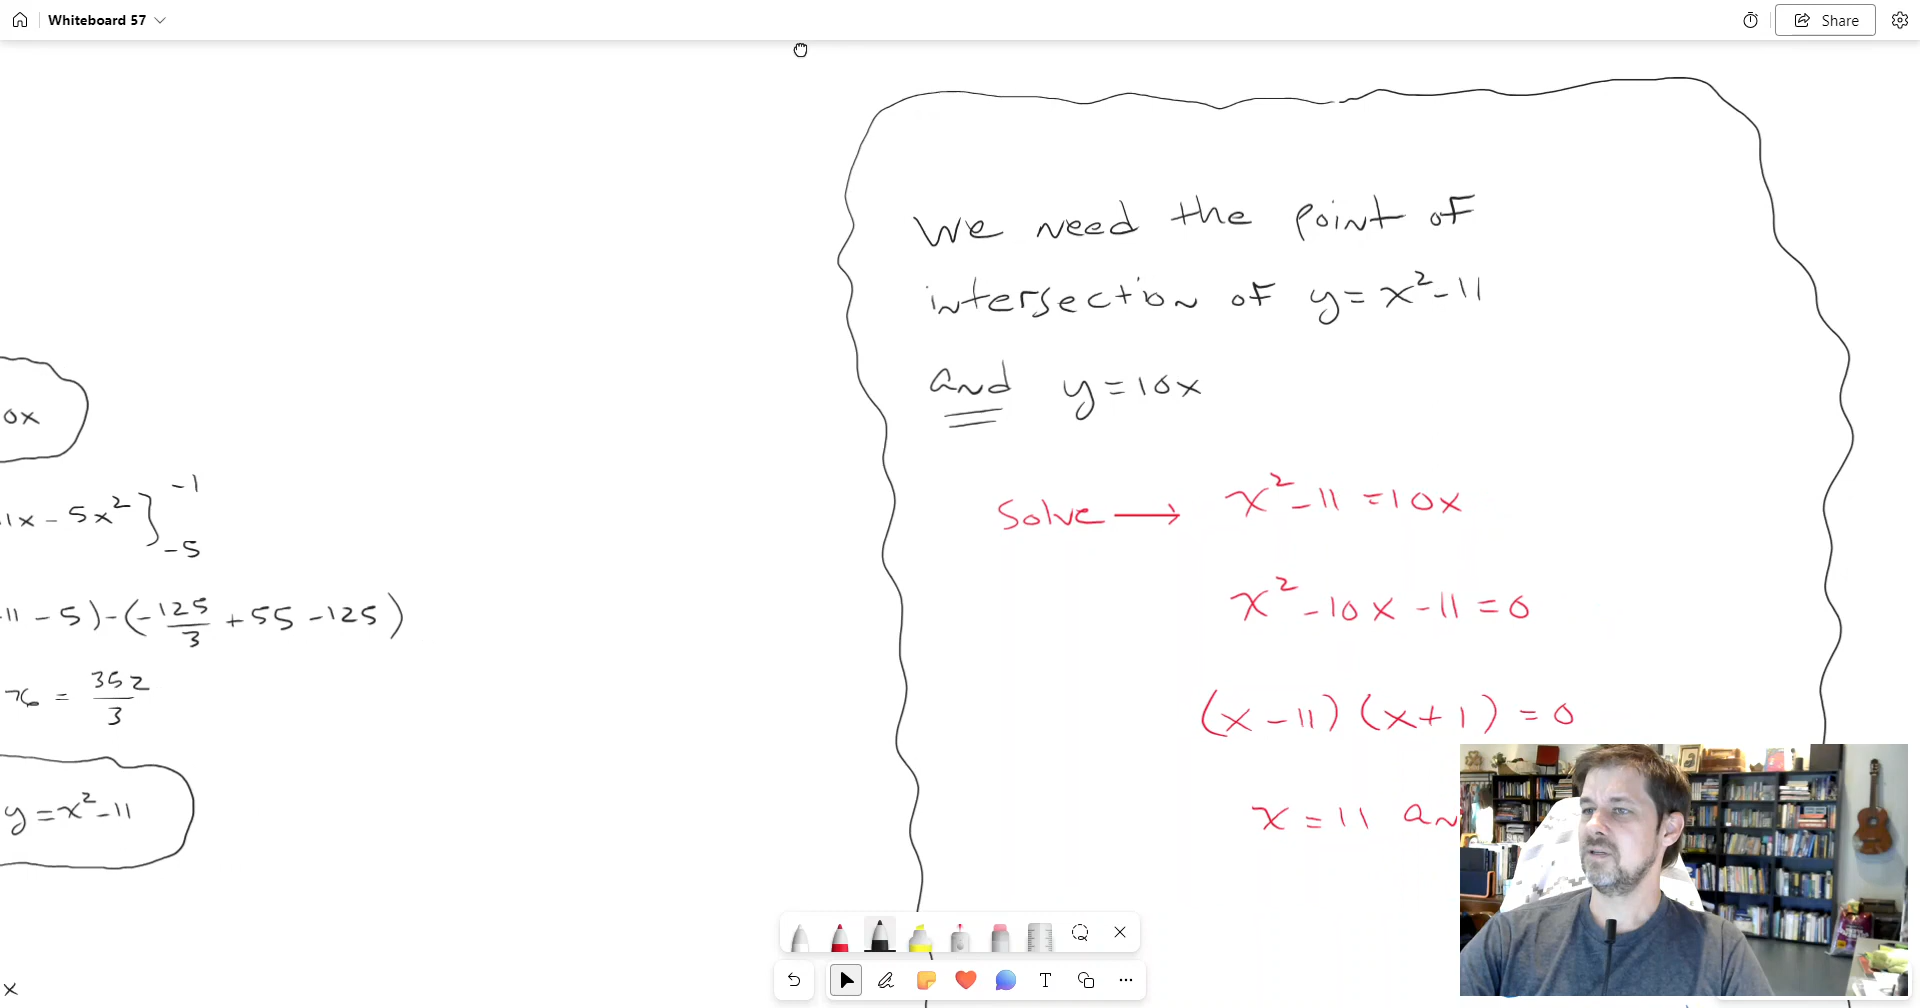 Whiteboard 57
Share
We need the point of
intersection of y = x² - 11
and y = 10x
Solve → x² - 11 = 10x
x² - 10x - 11 = 0
(x - 11) (x + 1) = 0
x = 11
0x
1x - 5x² ]
-1
-5
11 - 5) - (- 125/3 + 55 - 125)
= 352/3
y = x² - 11
x
T